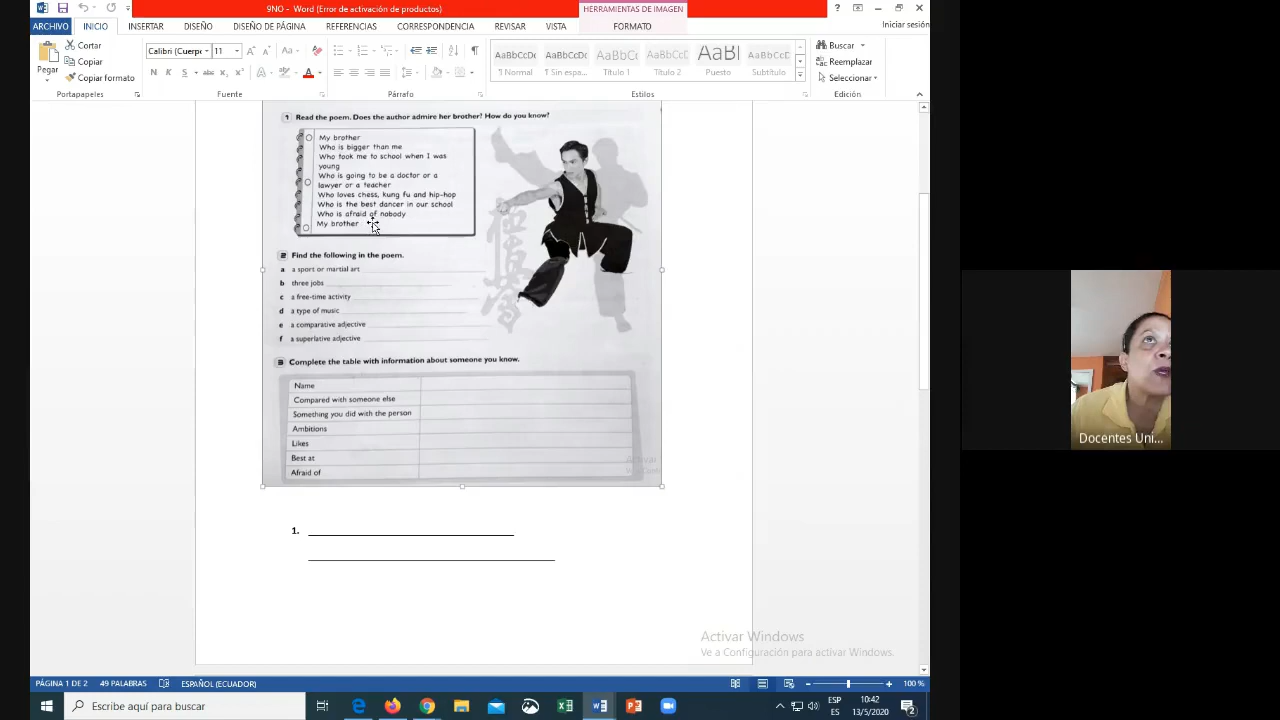 9NO - Word (Error de activación de productos)
HERRAMIENTAS DE IMAGEN
ARCHIVO INICIO INSERTAR DISEÑO DISEÑO DE PÁGINA REFERENCIAS CORRESPONDENCIA REVISAR VISTA FORMATO Iniciar sesión
Pegar
Cortar
Copiar
Copiar formato
Calibri (Cuerpo 11
AaBbCcDc AaBbCcDc AaBbCc AaBbCcD AaBl AaBbCcD
¶ Normal ¶ Sin espa... Título 1 Título 2 Puesto Subtítulo
Buscar
Reemplazar
Seleccionar
Portapapeles Fuente Párrafo Estilos Edición
1 Read the poem. Does the author admire her brother? How do you know?
My brother
Who is bigger than me
Who took me to school when I was
young
Who is going to be a doctor or a
lawyer or a teacher
Who loves chess, kung fu and hip-hop
Who is the best dancer in our school
Who is afraid of nobody
My brother
2 Find the following in the poem.
a a sport or martial art
b three jobs
c a free-time activity
d a type of music
e a comparative adjective
f a superlative adjective
3 Complete the table with information about someone you know.
Name
Compared with someone else
Something you did with the person
Ambitions
Likes
Best at
Afraid of
1.
Activar Windows
Ve a Configuración para activar Windows.
PÁGINA 1 DE 2 49 PALABRAS ESPAÑOL (ECUADOR) 100 %
Escribe aquí para buscar
ESP
ES
10:42
13/5/2020
2
Docentes Uni...